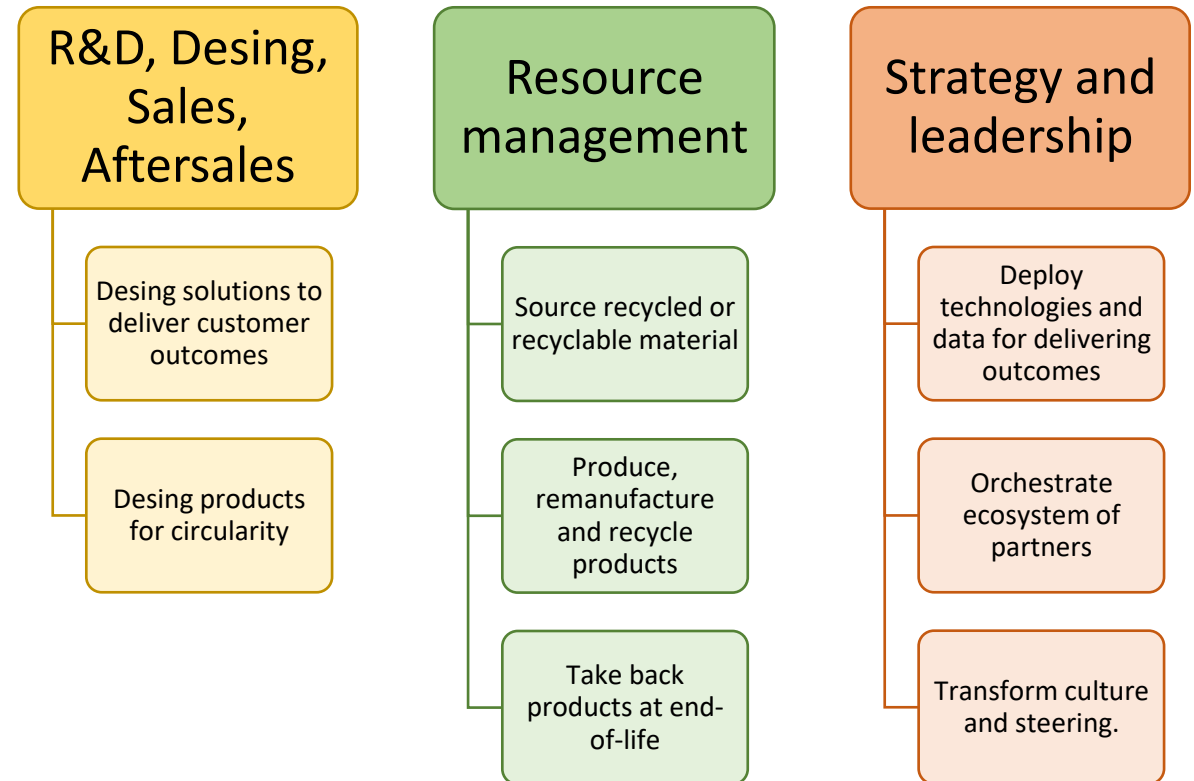 R&D, Desing,
Sales,
Aftersales
Desing solutions to
deliver customer
outcomes
Desing products
for circularity
Resource
management
Source recycled or
recyclable material
Produce,
remanufacture
and recycle
products
Take back
products at end-
of-life
Strategy and
leadership
Deploy
technologies and
data for delivering
outcomes
Orchestrate
ecosystem of
partners
Transform culture
and steering.